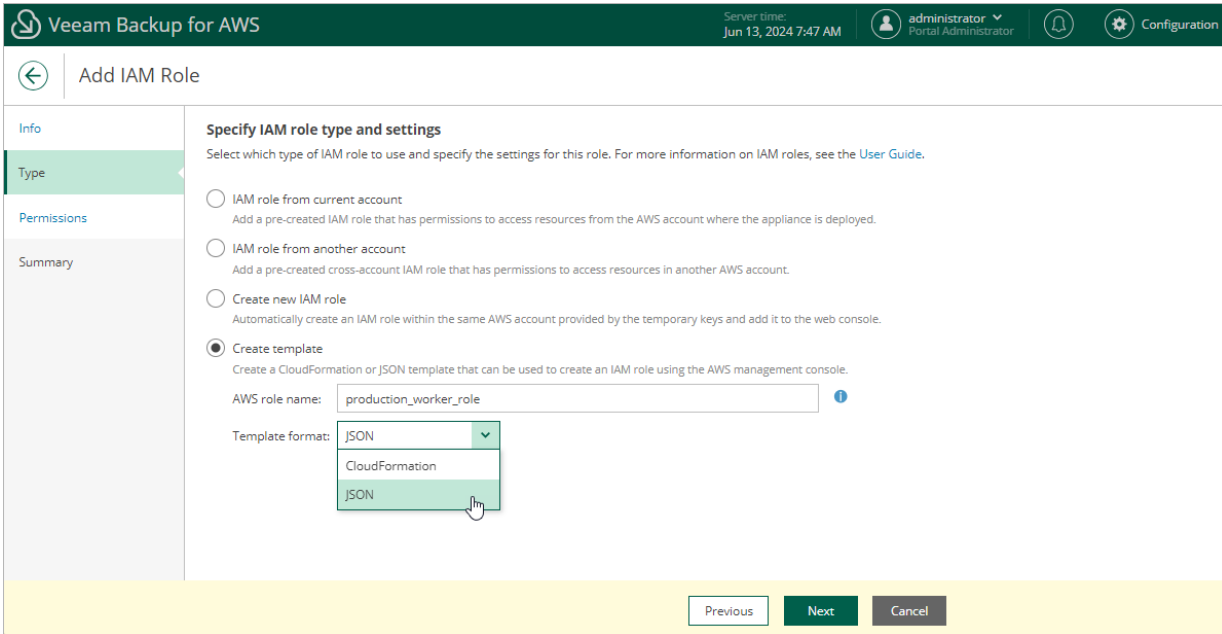 Veeam Backup for AWS
Server time:
Jun 13, 2024 7:47 AM
administrator
Portal Administrator
Configuration
Add IAM Role
Info
Type
Permissions
Summary
Specify IAM role type and settings
Select which type of IAM role to use and specify the settings for this role. For more information on IAM roles, see the User Guide.
IAM role from current account
Add a pre-created IAM role that has permissions to access resources from the AWS account where the appliance is deployed.
IAM role from another account
Add a pre-created cross-account IAM role that has permissions to access resources in another AWS account.
Create new IAM role
Automatically create an IAM role within the same AWS account provided by the temporary keys and add it to the web console.
Create template
Create a CloudFormation or JSON template that can be used to create an IAM role using the AWS management console.
AWS role name: production_worker_role
Template format: JSON
CloudFormation
JSON
Previous Next Cancel